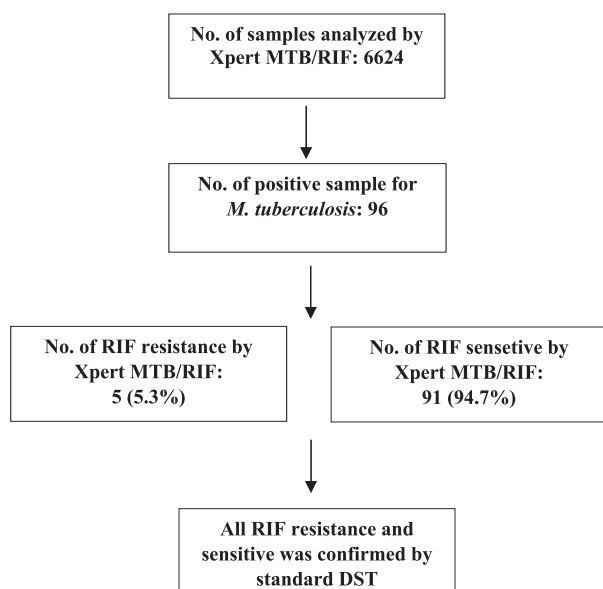 No. of samples analyzed by
Xpert MTB/RIF: 6624
No. of positive sample for
M. tuberculosis: 96
No. of RIF resistance by
Xpert MTB/RIF:
5 (5.3%)
No. of RIF sensetive by
Xpert MTB/RIF:
91 (94.7%)
All RIF resistance and
sensitive was confirmed by
standard DST